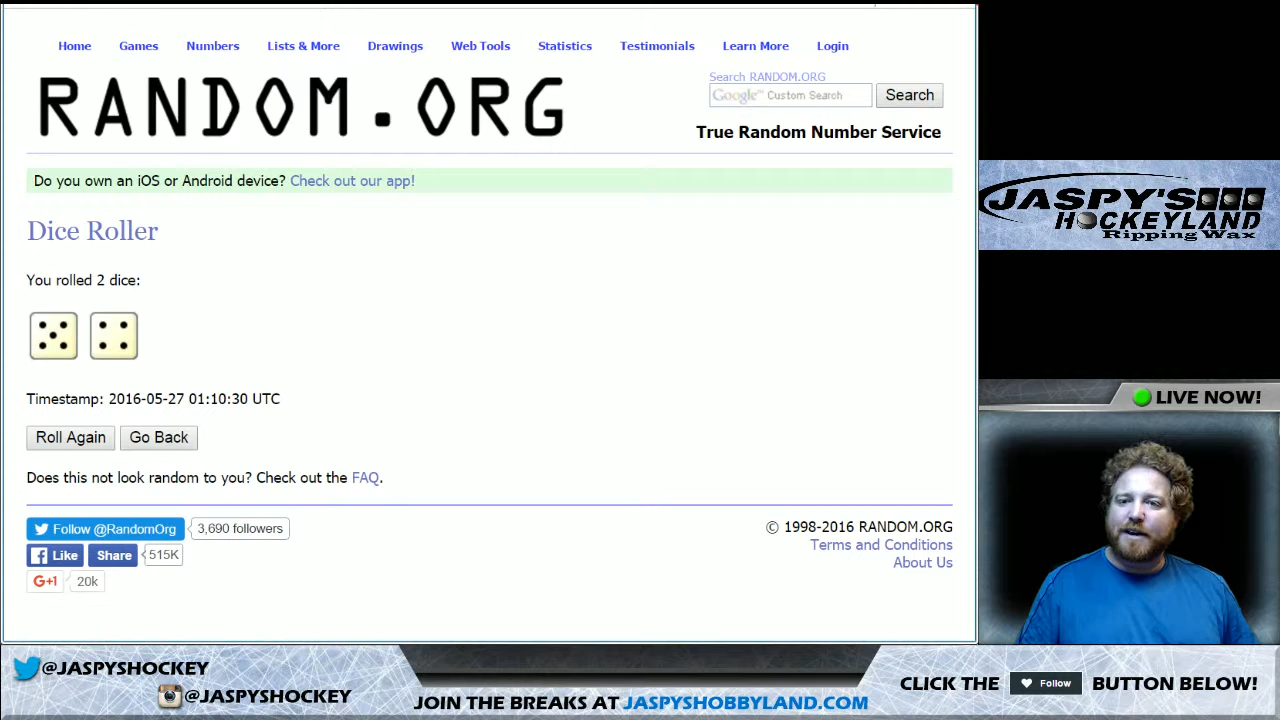 Home Games Numbers Lists & More Drawings Web Tools Statistics Testimonials Learn More Login
RANDOM.ORG
Search RANDOM.ORG
Google™ Custom Search Search
True Random Number Service
Do you own an iOS or Android device? Check out our app!
Dice Roller
You rolled 2 dice:
Timestamp: 2016-05-27 01:10:30 UTC
Roll Again Go Back
Does this not look random to you? Check out the FAQ.
Follow @RandomOrg 3,690 followers
Like Share 515K
G+1 20k
© 1998-2016 RANDOM.ORG
Terms and Conditions
About Us
JASPY'S
HOCKEYLAND
Ripping Wax
LIVE NOW!
@JASPYSHOCKEY
@JASPYSHOCKEY
JOIN THE BREAKS AT JASPYSHOBBYLAND.COM
CLICK THE Follow BUTTON BELOW!